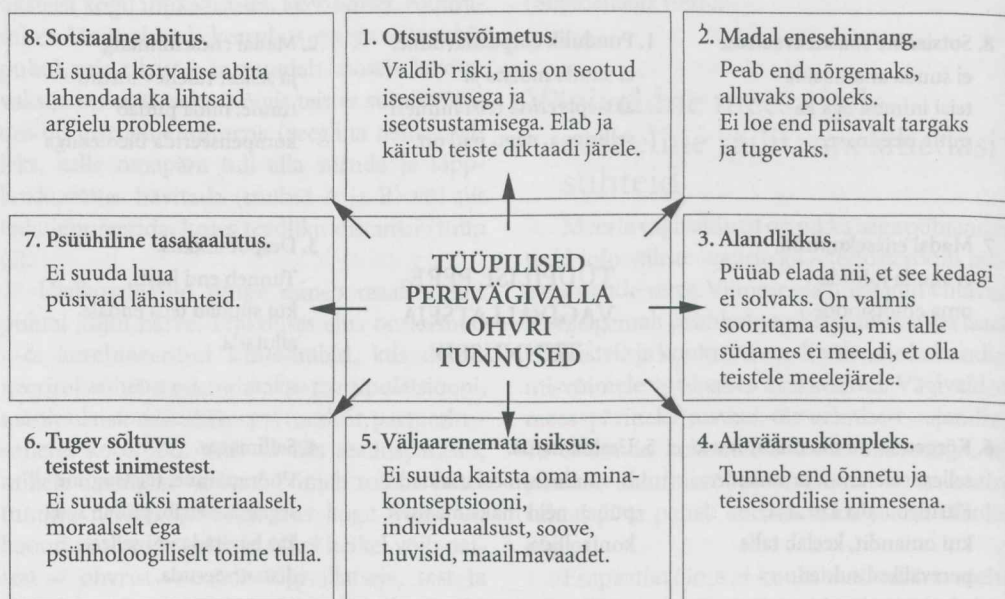 8. Sotsiaalne abitus.
Ei suuda kõrvalise abita
lahendada ka lihtsaid
argielu probleeme.
1. Otsustusvõimetus.
Väldib riski, mis on seotud
iseseisvusega ja
iseotsustamisega. Elab ja
käitub teiste diktaadi järele.
2. Madal enesehinnang.
Peab end nõrgemaks,
alluvaks pooleks.
Ei loe end piisavalt targaks
ja tugevaks.
7. Psüühiline tasakaalutus.
Ei suuda luua
püsivaid lähisuhteid.
TÜÜPILISED
PEREVÄGIVALLA
OHVRI
TUNNUSED
3. Alandlikkus.
Püüab elada nii, et see kedagi
ei solvaks. On valmis
sooritama asju, mis talle
südames ei meeldi, et olla
teistele meelejärele.
6. Tugev sõltuvus
teistest inimestest.
Ei suuda üksi materiaalselt,
moraalselt ega
psühholoogiliselt toime tulla.
5. Väljaarenemata isiksus.
Ei suuda kaitsta oma mina-
kontseptsiooni,
individuaalsust,
huvisid, maailmavaadet.
4. Alaväärsuskompleks.
Tunneb end õnnetu ja
teisejärgulise inimesena.